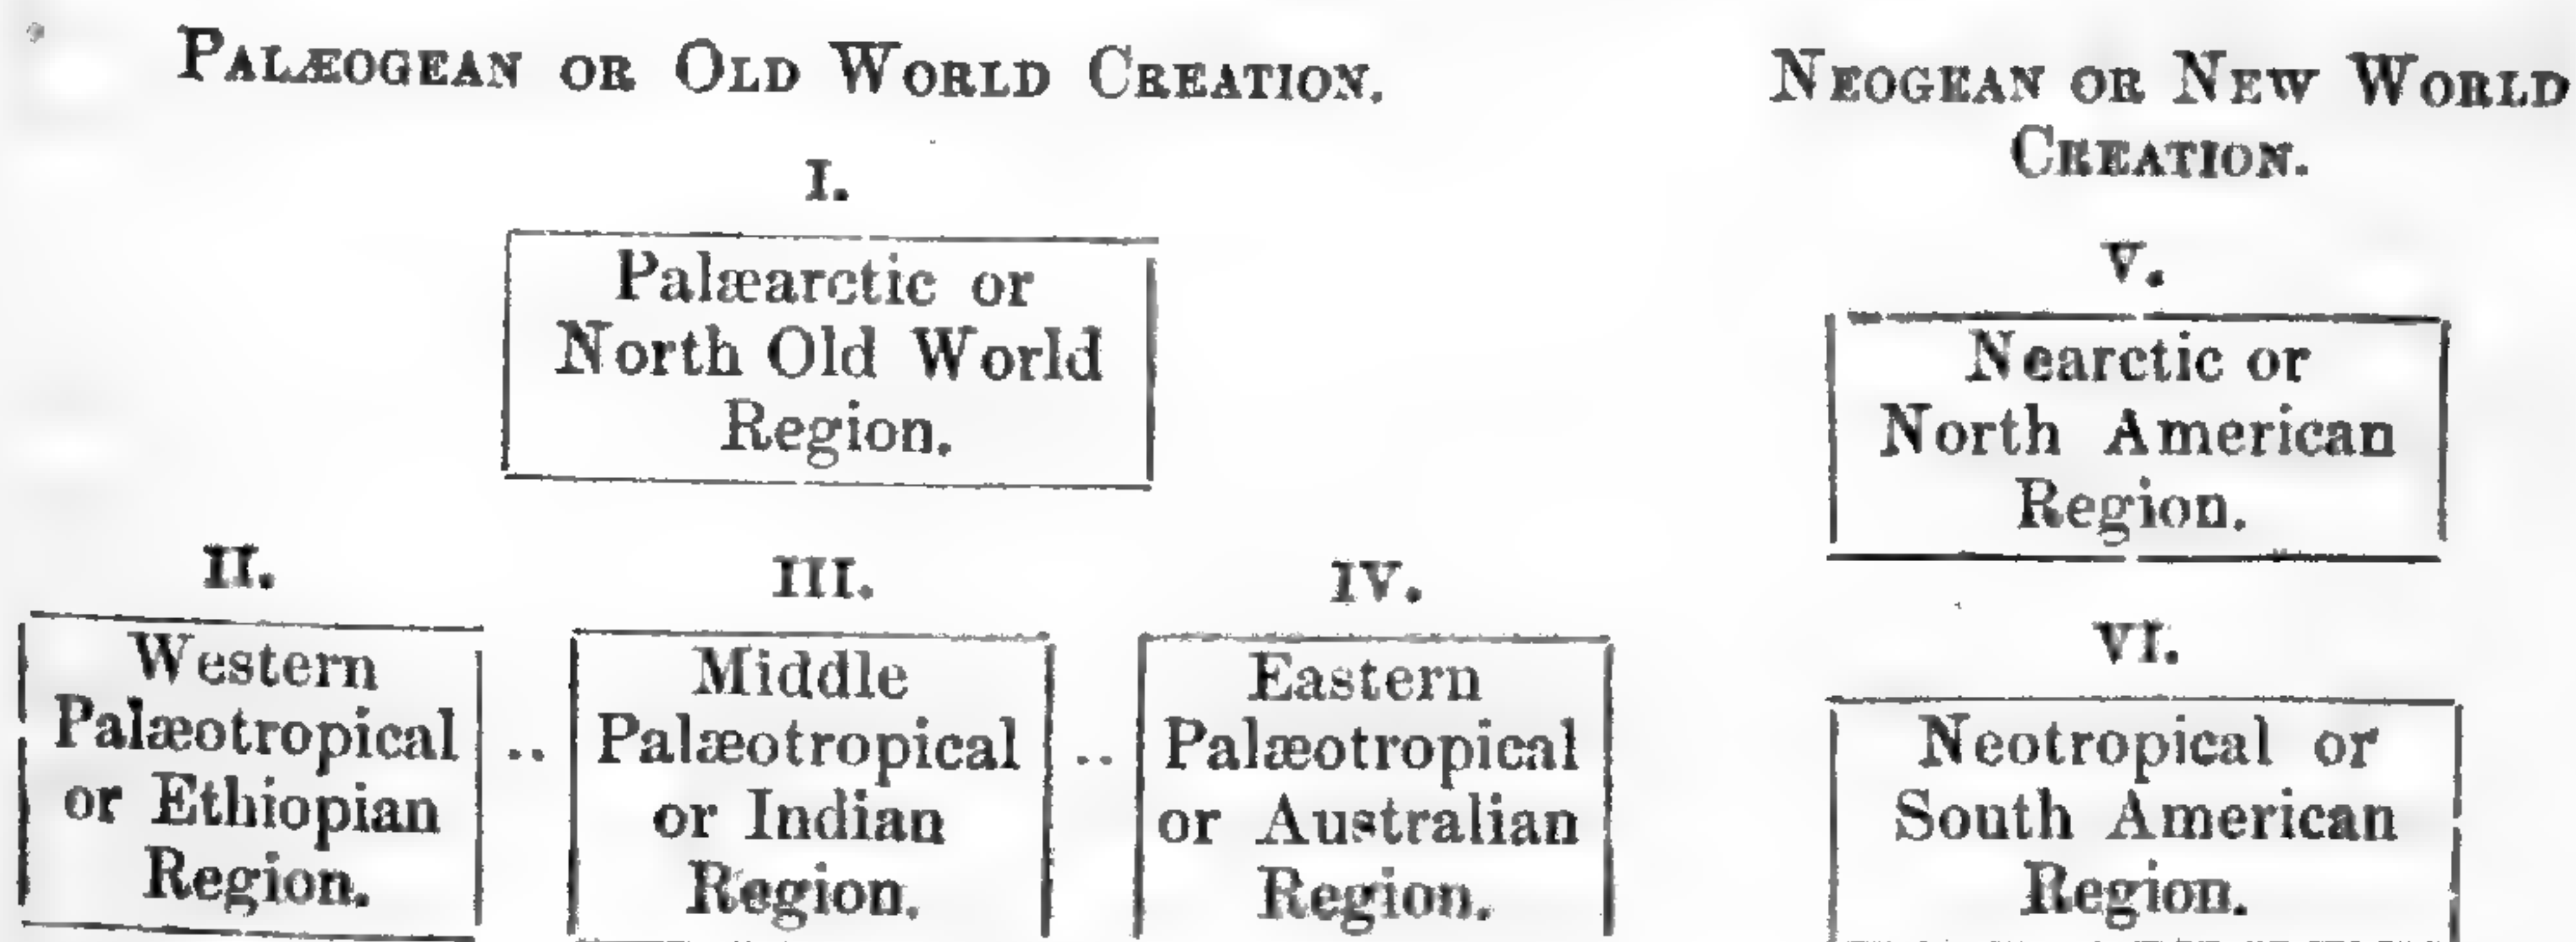 PALÆOGEAN OR OLD WORLD CREATION.
I.
Palæarctic or
North Old World
Region.
II.
Western
Palæotropical
or Ethiopian
Region.
..
III.
Middle
Palæotropical
or Indian
Region.
..
IV.
Eastern
Palæotropical
or Australian
Region.
NEOGEAN OR NEW WORLD
CREATION.
V.
Nearctic or
North American
Region.
VI.
Neotropical or
South American
Region.